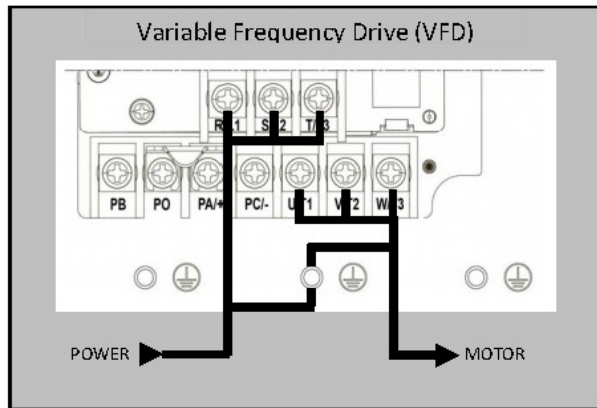 Variable Frequency Drive (VFD)
PB PO PA/+ PC/-
POWER MOTOR